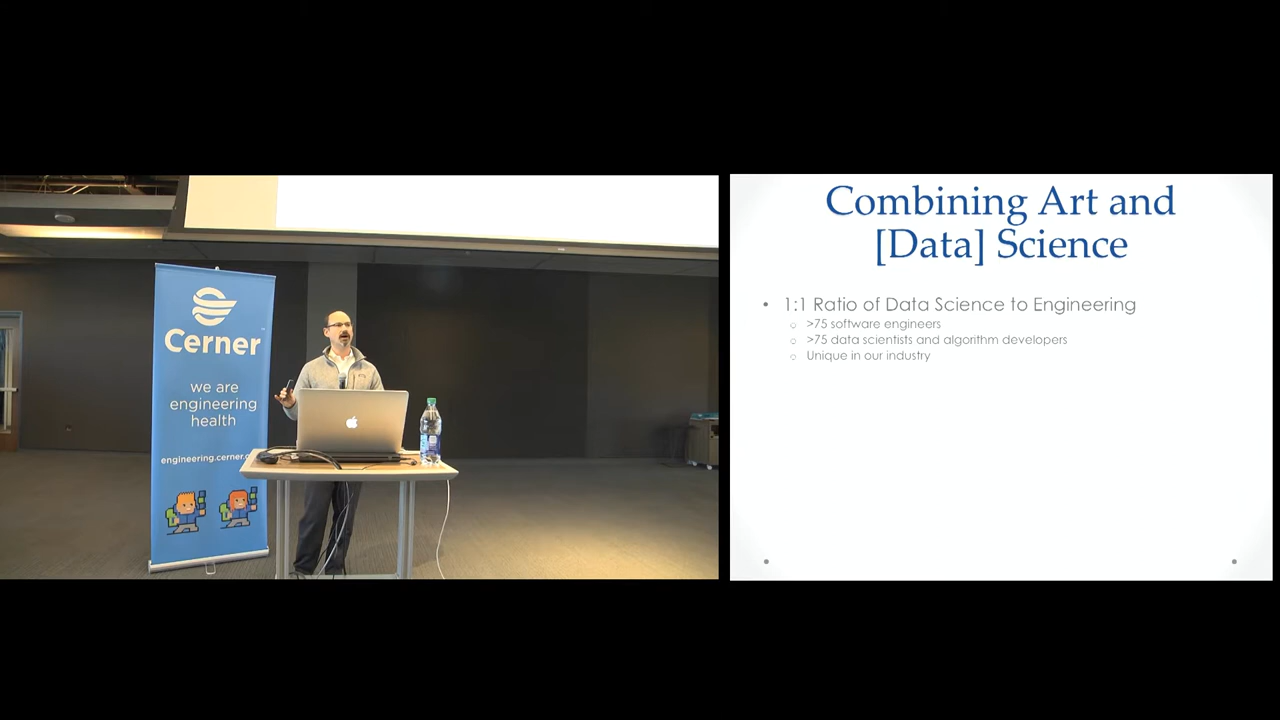 Cerner
we are
engineering
health
engineering.cerner.c
Combining Art and
[Data] Science
• 1:1 Ratio of Data Science to Engineering
o >75 software engineers
o >75 data scientists and algorithm developers
o Unique in our industry